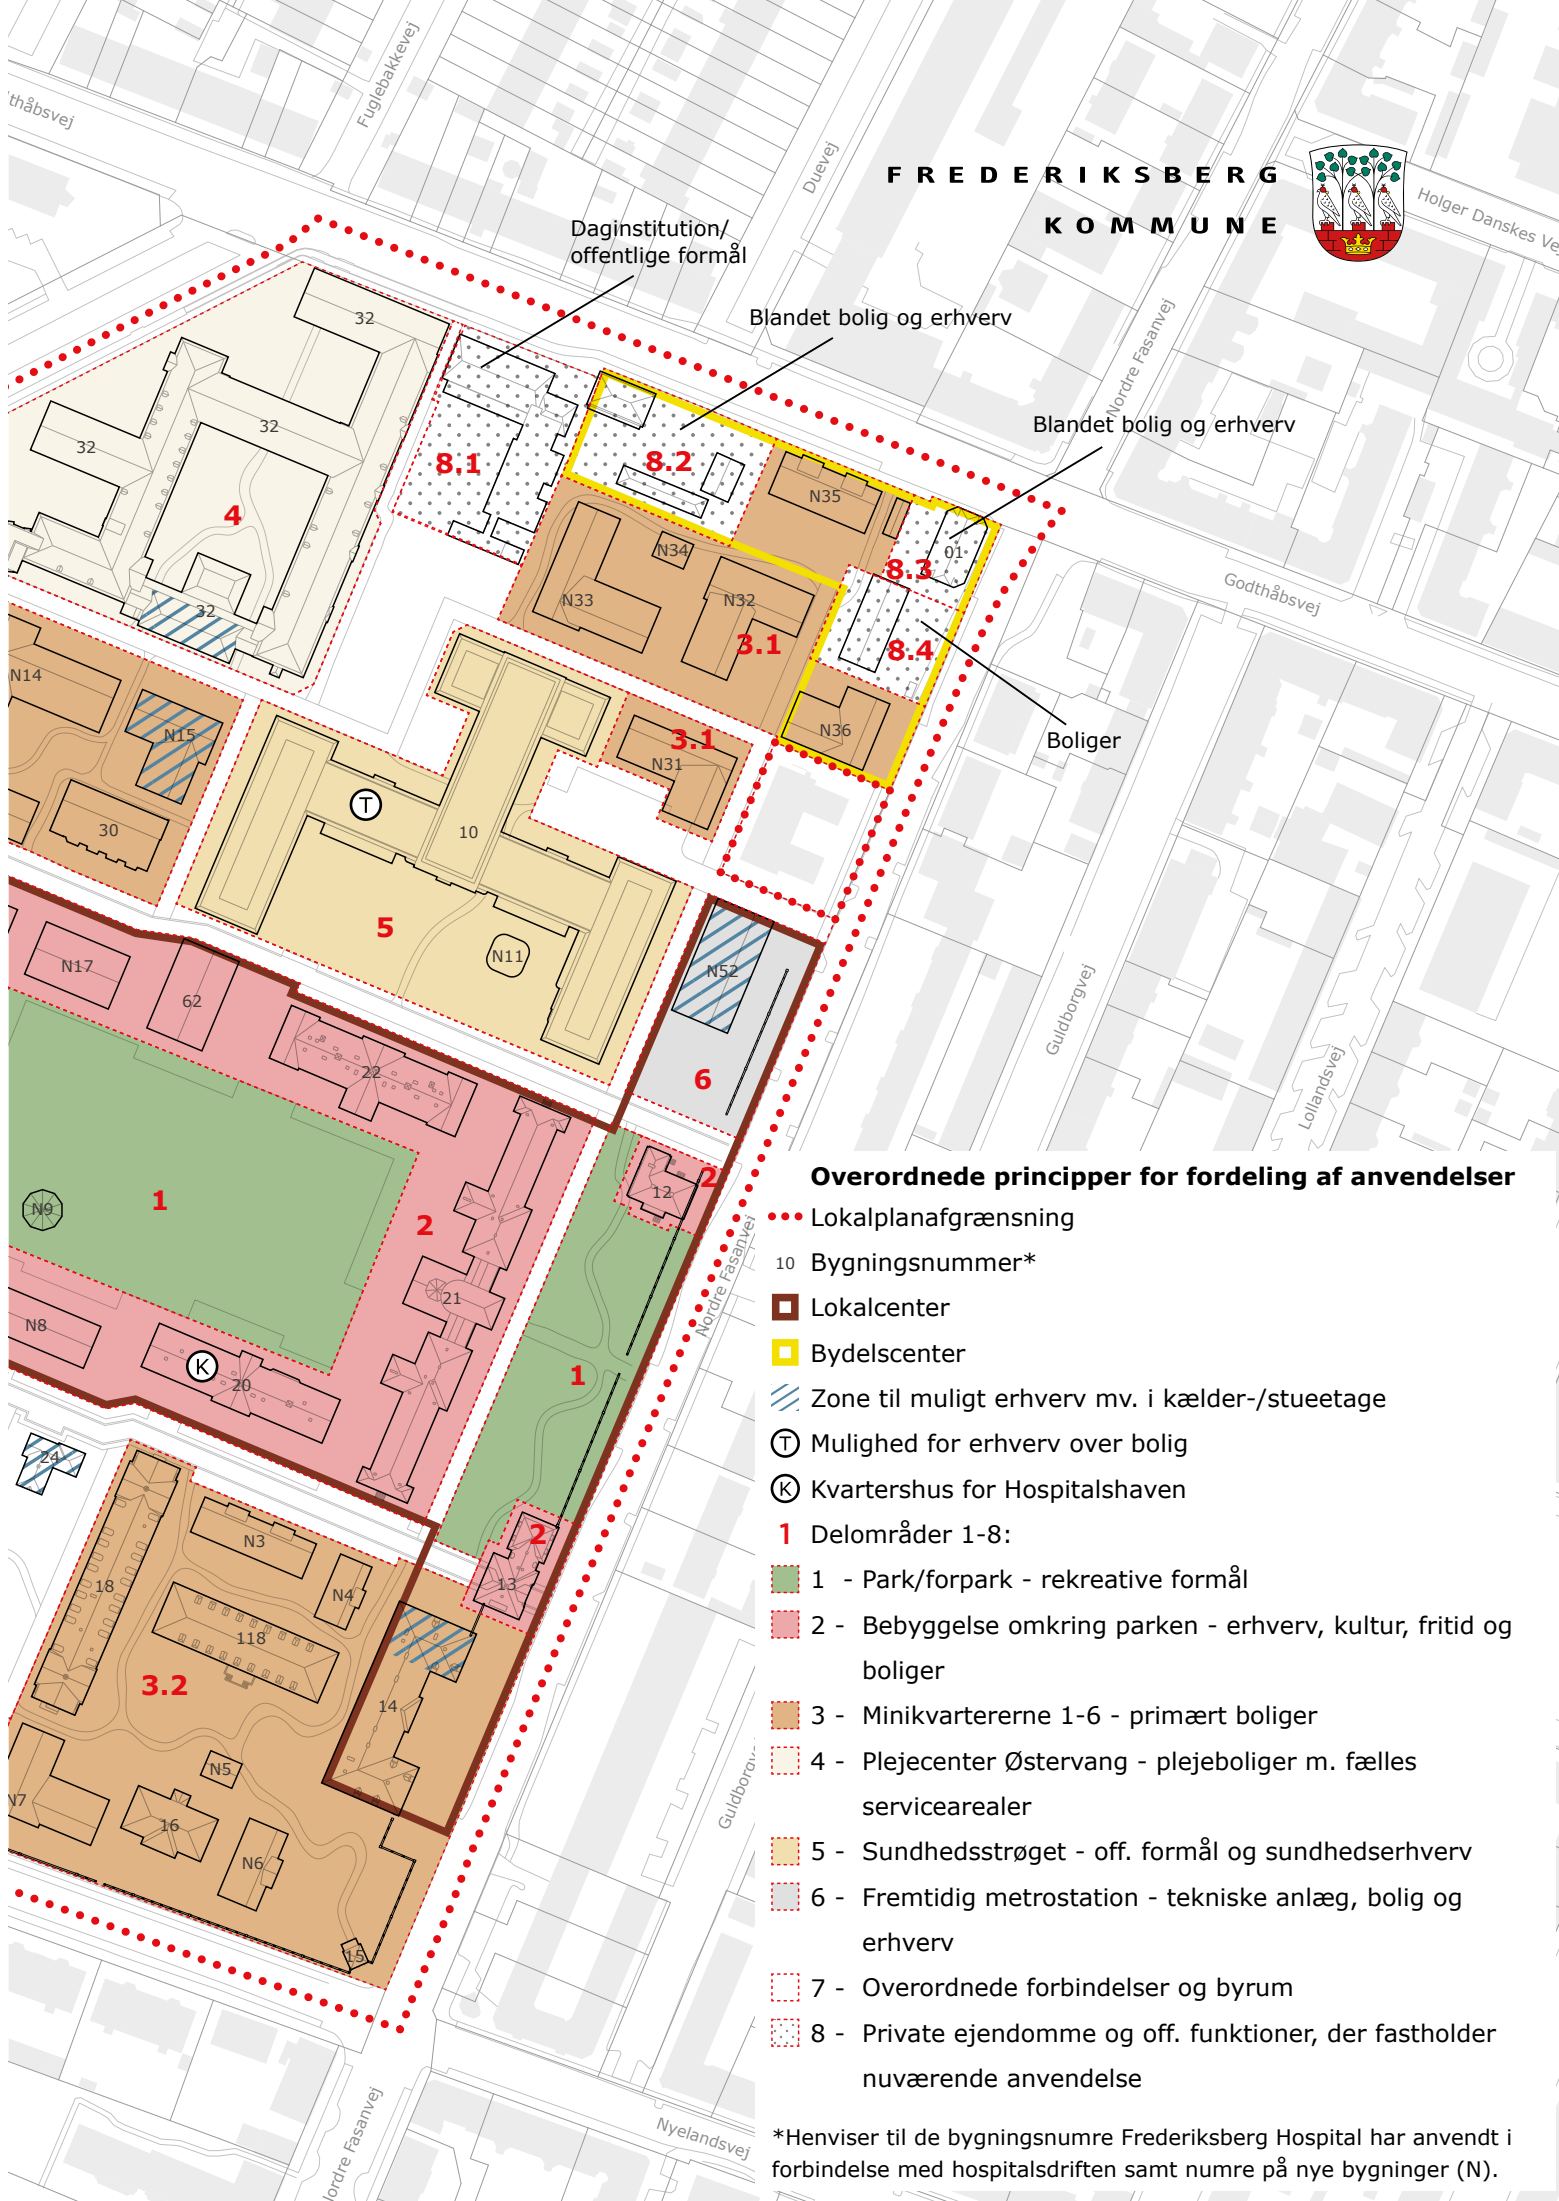 thåbsvej
Fuglebakkevej
Duevej
FREDERIKSBERG
KOMMUNE
Holger Danskes Ve
Daginstitution/
offentlige formål
Blandet bolig og erhverv
Nordre Fasanvej
Blandet bolig og erhverv
32
32
32
4
32
8.1
8.2
N35
01
8.3
N34
N33
N32
3.1
8.4
Godthåbsvej
N14
N15
30
N36
Boliger
3.1
N31
T
10
5
N11
N17
62
N52
6
22
Guldborgvej
Lollandsvej
N9
1
2
12
2
21
Nordre Fasanvej
N8
K
20
1
24
N3
18
N4
118
3.2
2
13
14
N5
N7
16
N6
15
Guldborgv
Nordre Fasanvej
Nyelandsvej
Overordnede principper for fordeling af anvendelser
Lokalplanafgrænsning
10 Bygningsnummer*
Lokalcenter
Bydelscenter
Zone til muligt erhverv mv. i kælder-/stueetage
T Mulighed for erhverv over bolig
K Kvartershus for Hospitalshaven
1 Delområder 1-8:
1 - Park/forpark - rekreative formål
2 - Bebyggelse omkring parken - erhverv, kultur, fritid og
boliger
3 - Minikvartererne 1-6 - primært boliger
4 - Plejecenter Østervang - plejeboliger m. fælles
servicearealer
5 - Sundhedsstrøget - off. formål og sundhedserhverv
6 - Fremtidig metrostation - tekniske anlæg, bolig og
erhverv
7 - Overordnede forbindelser og byrum
8 - Private ejendomme og off. funktioner, der fastholder
nuværende anvendelse
*Henviser til de bygningsnumre Frederiksberg Hospital har anvendt i
forbindelse med hospitalsdriften samt numre på nye bygninger (N).